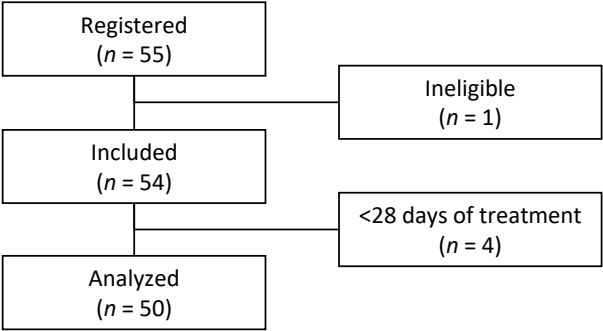 Registered
(n = 55)
Ineligible
(n = 1)
Included
(n = 54)
<28 days of treatment
(n = 4)
Analyzed
(n = 50)